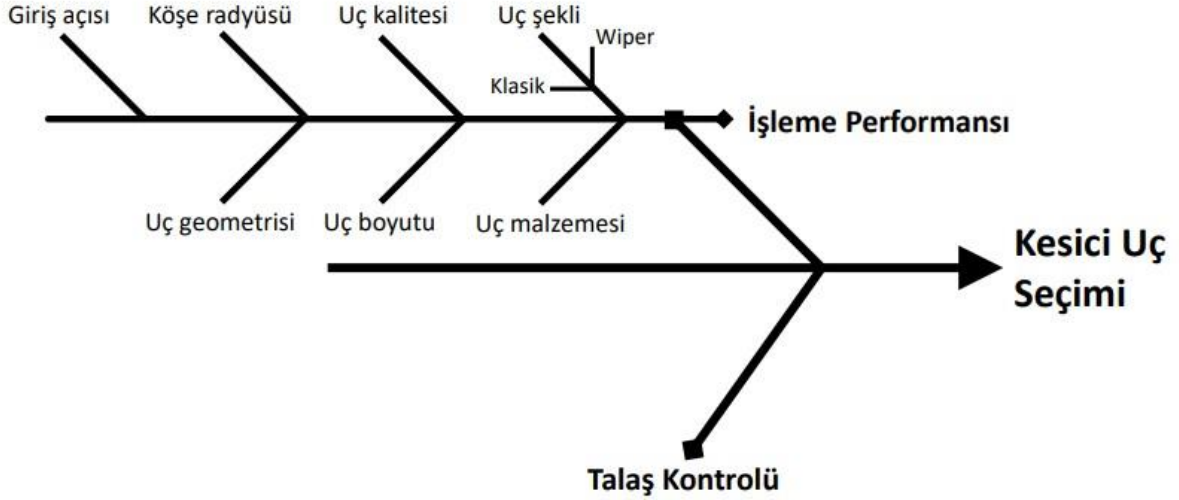 Giriş açısı
Köşe radyüsü
Uç kalitesi
Uç şekli
Wiper
Klasik
İşleme Performansı
Uç geometrisi
Uç boyutu
Uç malzemesi
Kesici Uç
Seçimi
Talaş Kontrolü